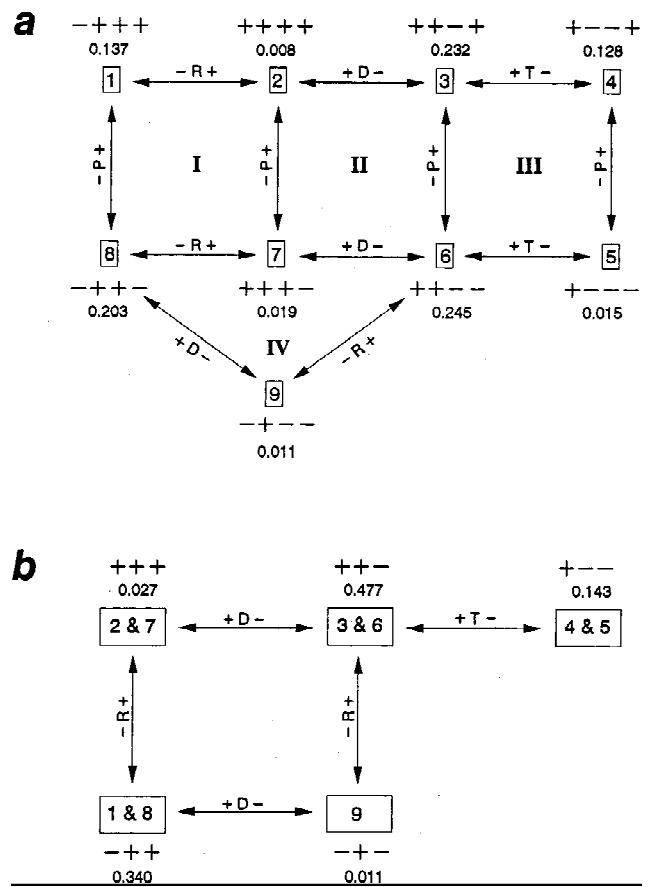 a
−+++ ++++ ++−+ +−−+
0.137 0.008 0.232 0.128
1 −R+ 2 +D− 3 +T− 4
−P+ I −P+ II −P+ III −P+
8 −R+ 7 +D− 6 +T− 5
−++− +++− ++−− +−−−
0.203 0.019 0.245 0.015
+D− IV −R+
9
−+−−
0.011
b
+++ ++− +−−
0.027 0.477 0.143
2 & 7 +D− 3 & 6 +T− 4 & 5
−R+ −R+
1 & 8 +D− 9
−++ −+−
0.340 0.011